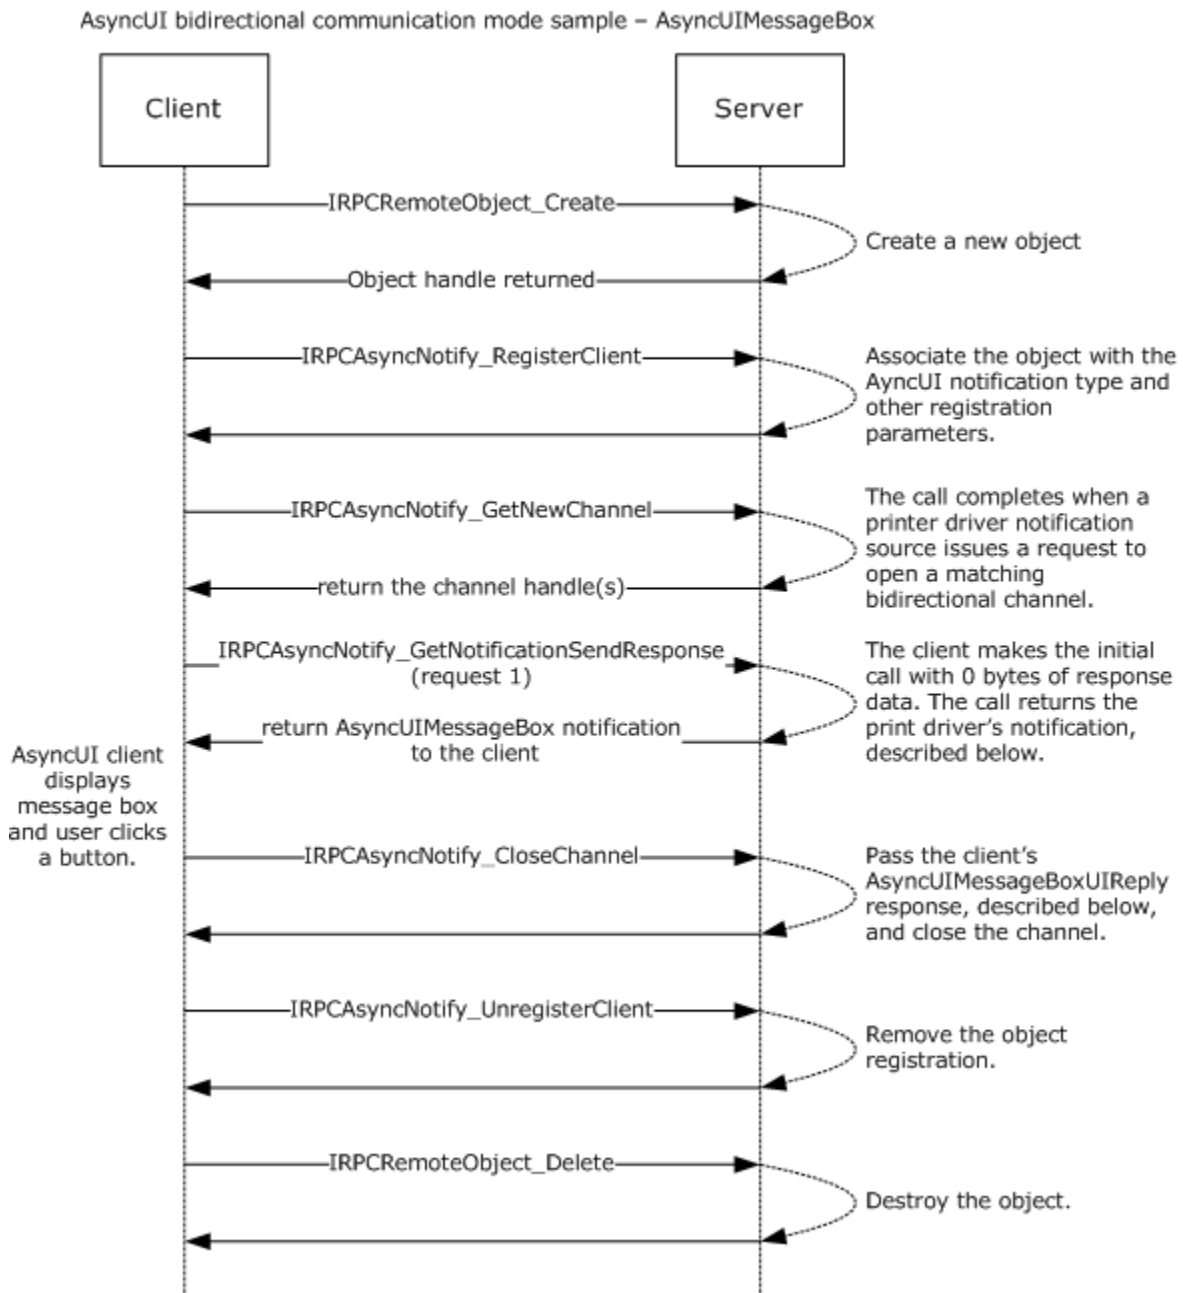 AsyncUI bidirectional communication mode sample – AsyncUIMessageBox
Client
Server
IRPCRemoteObject_Create
Create a new object
Object handle returned
IRPCAsyncNotify_RegisterClient
Associate the object with the
AyncUI notification type and
other registration
parameters.
IRPCAsyncNotify_GetNewChannel
The call completes when a
printer driver notification
source issues a request to
open a matching
bidirectional channel.
return the channel handle(s)
IRPCAsyncNotify_GetNotificationSendResponse
(request 1)
The client makes the initial
call with 0 bytes of response
data. The call returns the
print driver's notification,
described below.
return AsyncUIMessageBox notification
to the client
AsyncUI client
displays
message box
and user clicks
a button.
IRPCAsyncNotify_CloseChannel
Pass the client's
AsyncUIMessageBoxUIReply
response, described below,
and close the channel.
IRPCAsyncNotify_UnregisterClient
Remove the object
registration.
IRPCRemoteObject_Delete
Destroy the object.